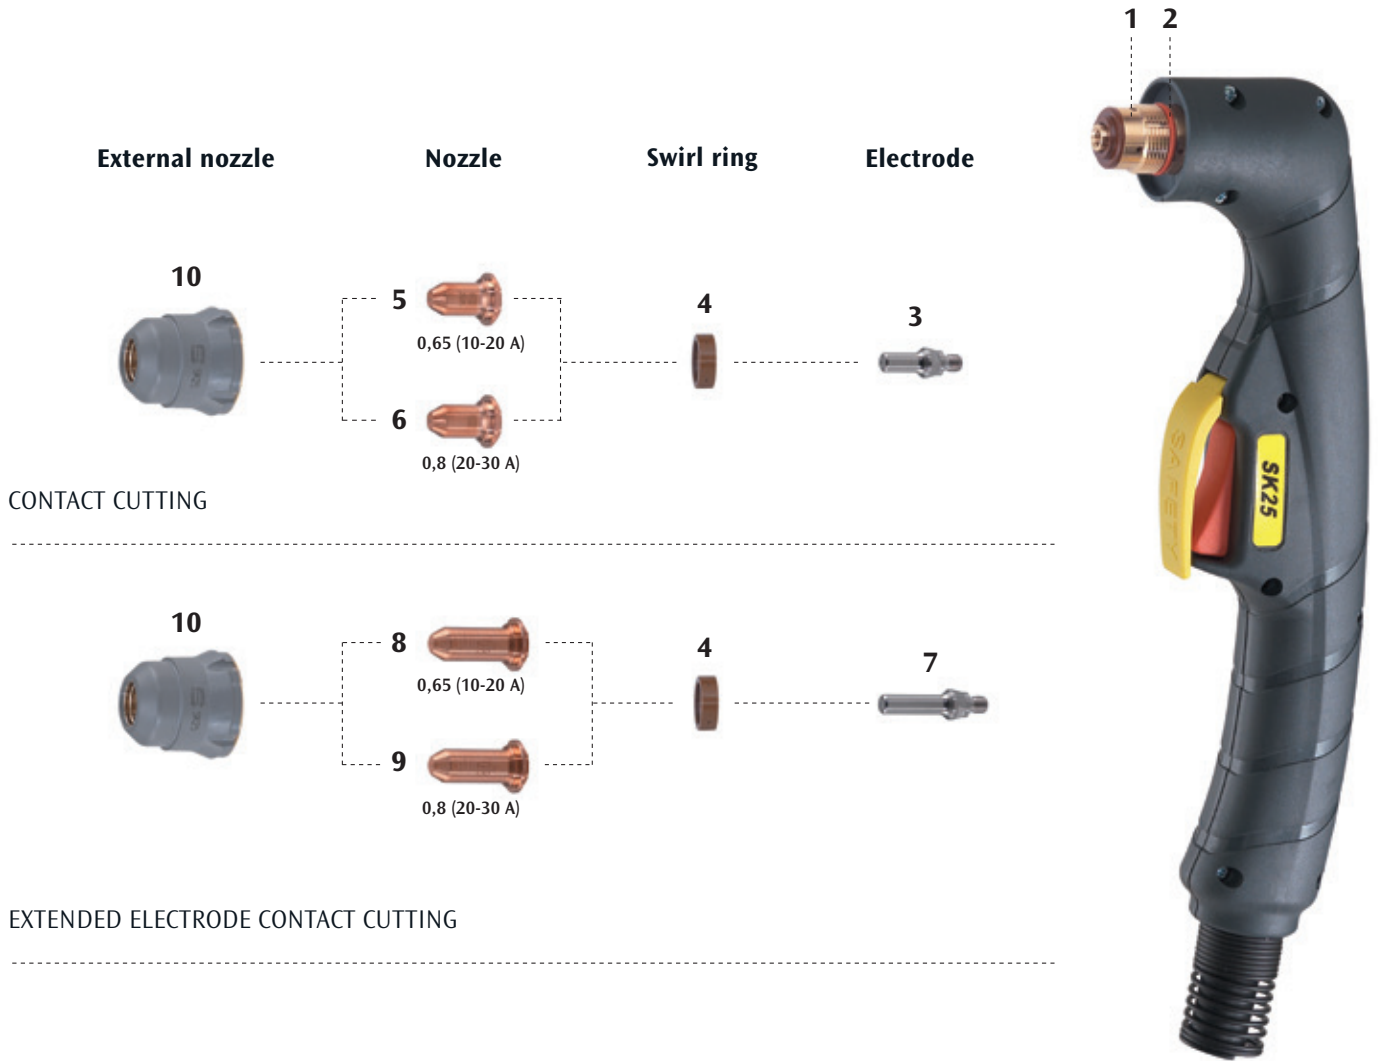 1 2
External nozzle Nozzle Swirl ring Electrode
10
5
0,65 (10-20 A)
4
3
6
0,8 (20-30 A)
SAFETY
SK25
CONTACT CUTTING
10
8
0,65 (10-20 A)
4
7
9
0,8 (20-30 A)
EXTENDED ELECTRODE CONTACT CUTTING